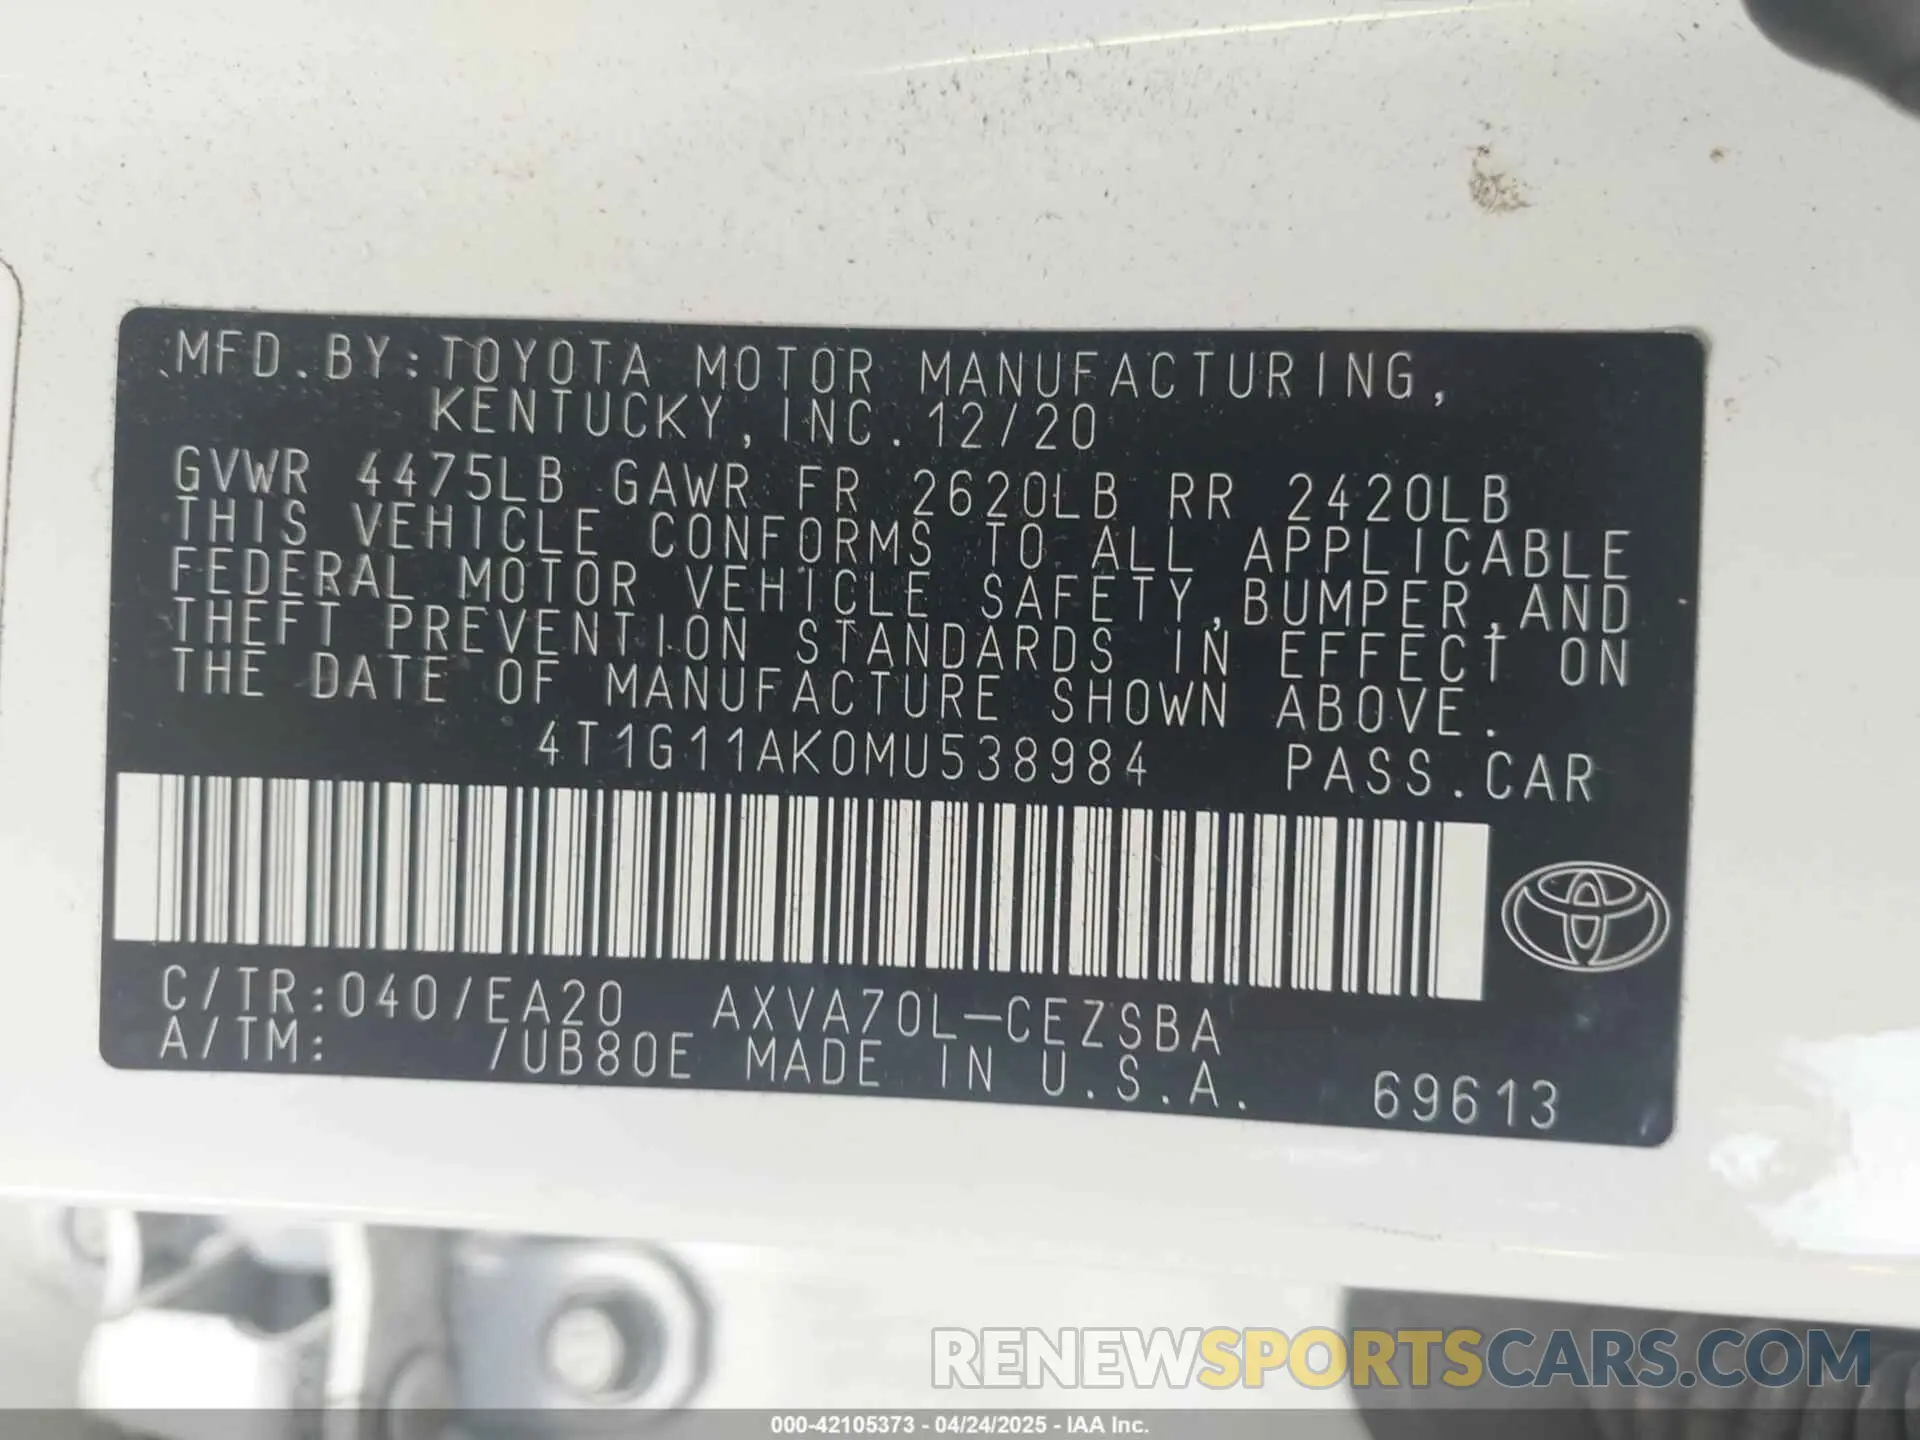 MFD.BY:TOYOTA MOTOR MANUFACTURING,
KENTUCKY, INC. 12/20
GVWR 4475LB GAWR FR 2620LB RR 2420LB
THIS VEHICLE CONFORMS TO ALL APPLICABLE
FEDERAL MOTOR VEHICLE SAFETY,BUMPER,AND
THEFT PREVENTION STANDARDS IN EFFECT ON
THE DATE OF MANUFACTURE SHOWN ABOVE.
4T1G11AK0MU538984 PASS.CAR
C/TR:040/EA20 AXVA70L-CEZSBA
A/TM: /UB80E MADE IN U.S.A. 69613
RENEWSPORTSCARS.COM
000-42105373 - 04/24/2025 - IAA Inc.